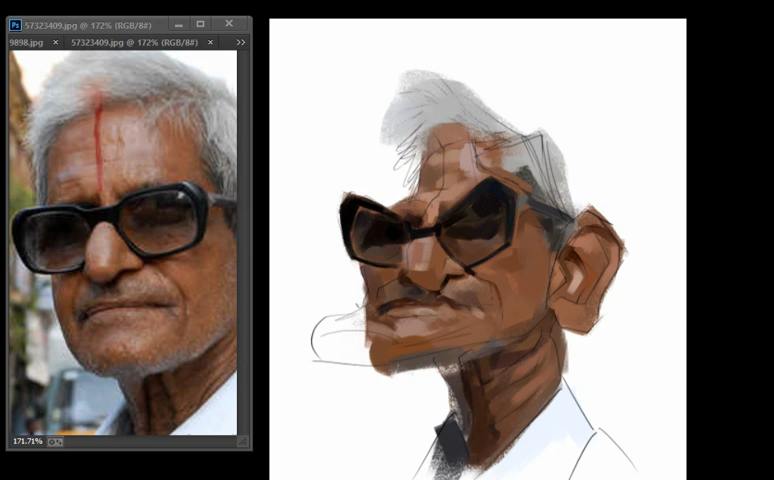 Ps 57323409.jpg @ 172% (RGB/8#)
9898.jpg × 57323409.jpg @ 172% (RGB/8#) × >>
171.71%